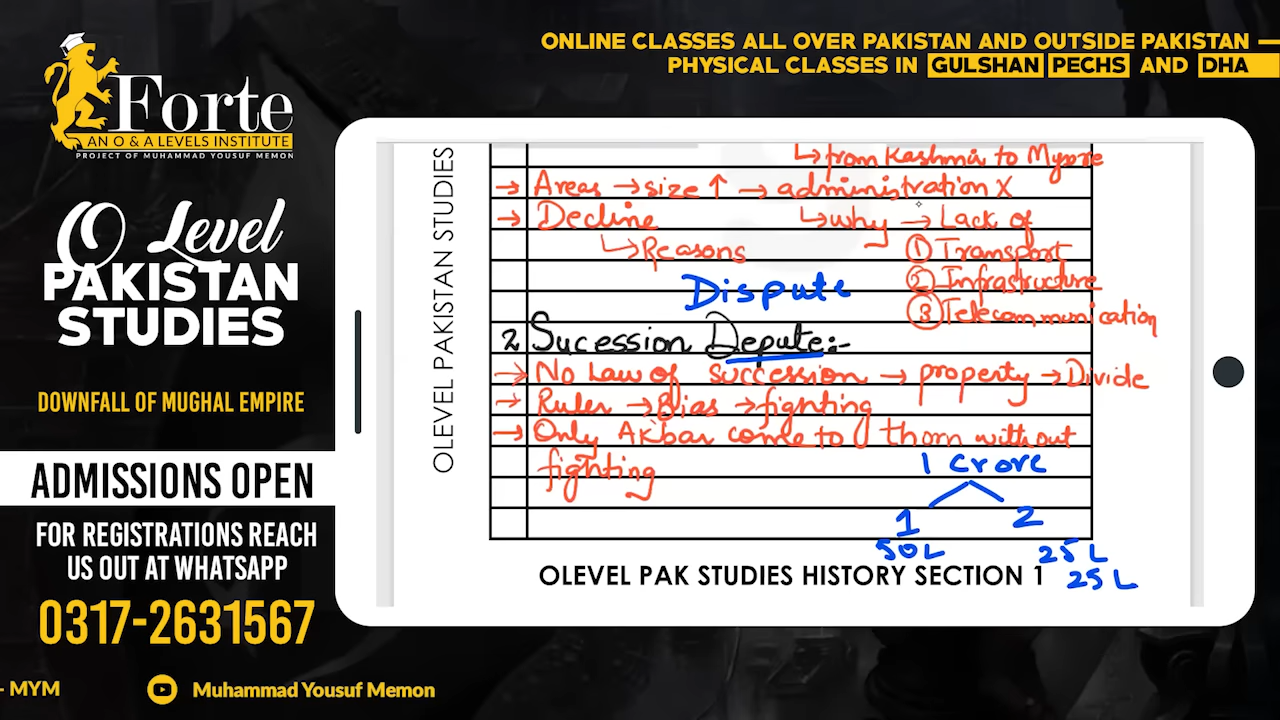 Forte
AN O & A LEVELS INSTITUTE
PROJECT OF MUHAMMAD YOUSUF MEMON
O Level
PAKISTAN
STUDIES
DOWNFALL OF MUGHAL EMPIRE
ADMISSIONS OPEN
FOR REGISTRATIONS REACH
US OUT AT WHATSAPP
0317-2631567
- MYM
Muhammad Yousuf Memon
ONLINE CLASSES ALL OVER PAKISTAN AND OUTSIDE PAKISTAN
PHYSICAL CLASSES IN GULSHAN PECHS AND DHA
OLEVEL PAKISTAN STUDIES
↳ from Kashmir to Mysore
→ Areas → size ↑ → administration X
→ Decline ↳ why → Lack of
↳ Reasons ① Transport
② Infrastructure
Dispute ③ Telecommunication
2 Sucession Depute:-
→ No Law of succession → property → Divide
→ Ruler → Bias → fighting
→ Only Akbar come to thorn without
fighting
1 Crore
1 2
50 L 25 L
25 L
OLEVEL PAK STUDIES HISTORY SECTION 1